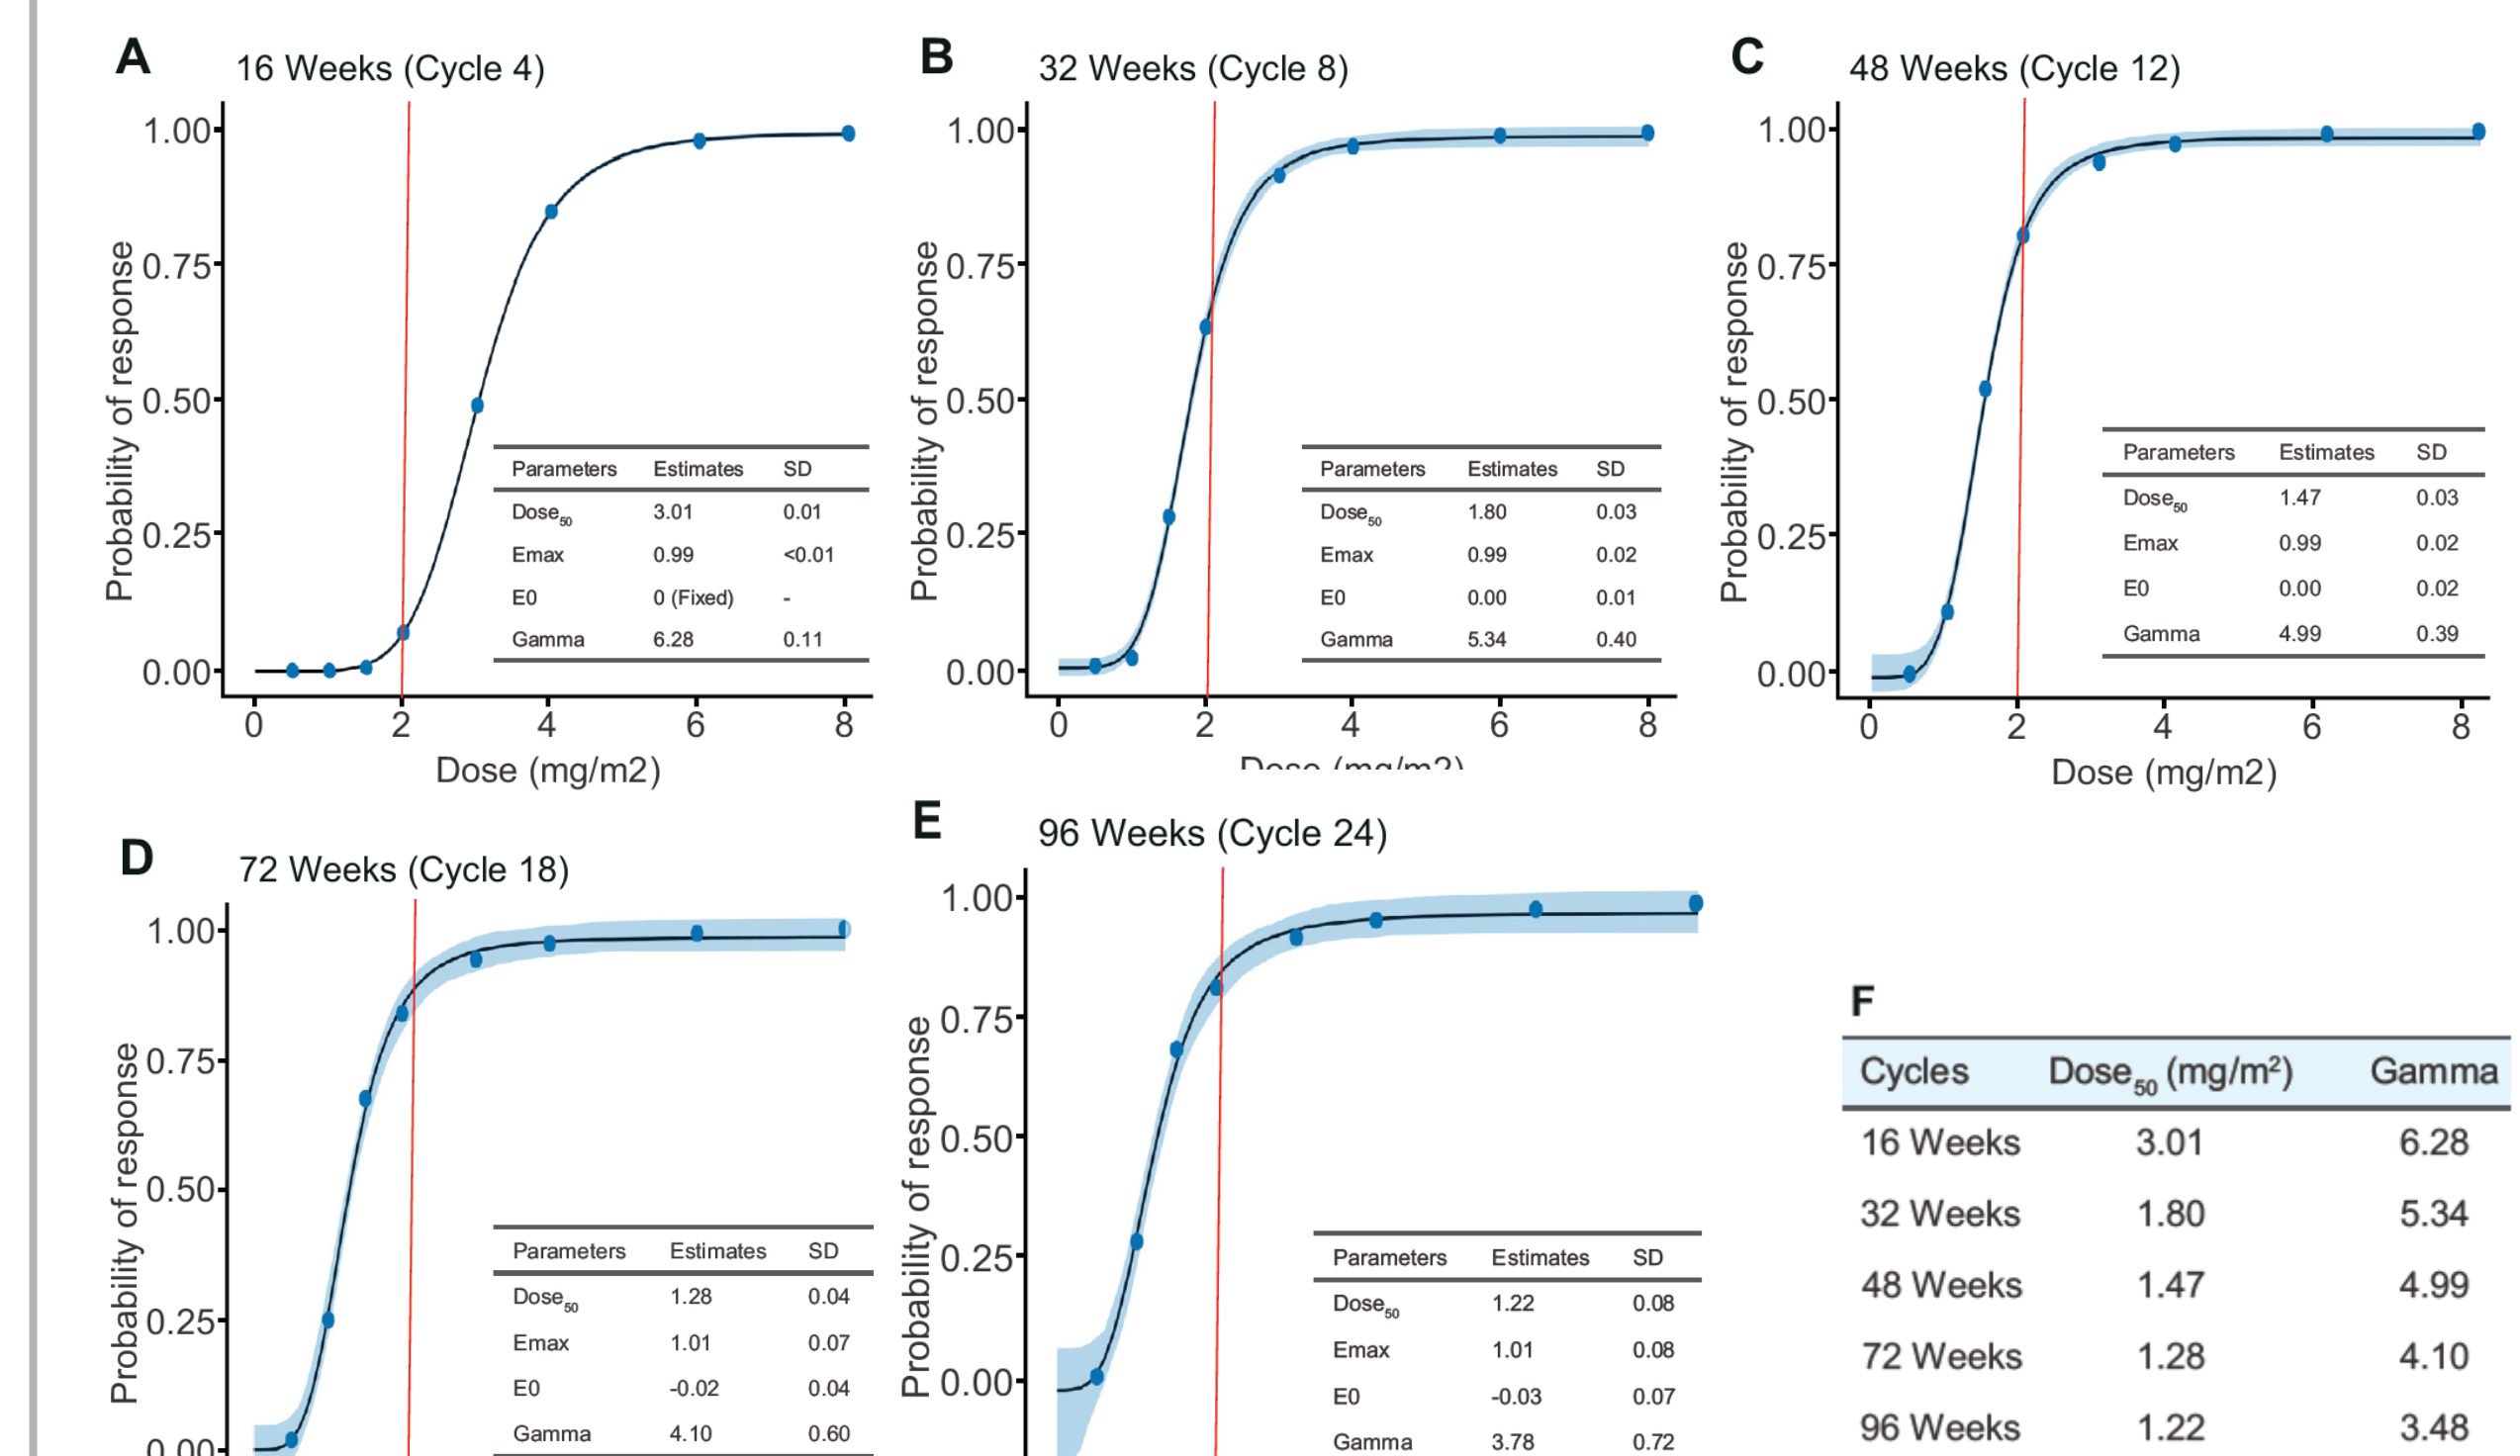 A
16 Weeks (Cycle 4)
1.00
0.75
0.50
0.25
0.00
Probability of response
Parameters Estimates SD
Dose50 3.01 0.01
Emax 0.99 <0.01
E0 0 (Fixed) -
Gamma 6.28 0.11
0 2 4 6 8
Dose (mg/m2)
B
32 Weeks (Cycle 8)
1.00
0.75
0.50
0.25
0.00
Probability of response
Parameters Estimates SD
Dose50 1.80 0.03
Emax 0.99 0.02
E0 0.00 0.01
Gamma 5.34 0.40
0 2 4 6 8
Dose (mg/m2)
C
48 Weeks (Cycle 12)
1.00
0.75
0.50
0.25
0.00
Probability of response
Parameters Estimates SD
Dose50 1.47 0.03
Emax 0.99 0.02
E0 0.00 0.02
Gamma 4.99 0.39
0 2 4 6 8
Dose (mg/m2)
D
72 Weeks (Cycle 18)
1.00
0.75
0.50
0.25
0.00
Probability of response
Parameters Estimates SD
Dose50 1.28 0.04
Emax 1.01 0.07
E0 -0.02 0.04
Gamma 4.10 0.60
E
96 Weeks (Cycle 24)
1.00
0.75
0.50
0.25
0.00
Probability of response
Parameters Estimates SD
Dose50 1.22 0.08
Emax 1.01 0.08
E0 -0.03 0.07
Gamma 3.78 0.72
F
Cycles Dose50 (mg/m²) Gamma
16 Weeks 3.01 6.28
32 Weeks 1.80 5.34
48 Weeks 1.47 4.99
72 Weeks 1.28 4.10
96 Weeks 1.22 3.48